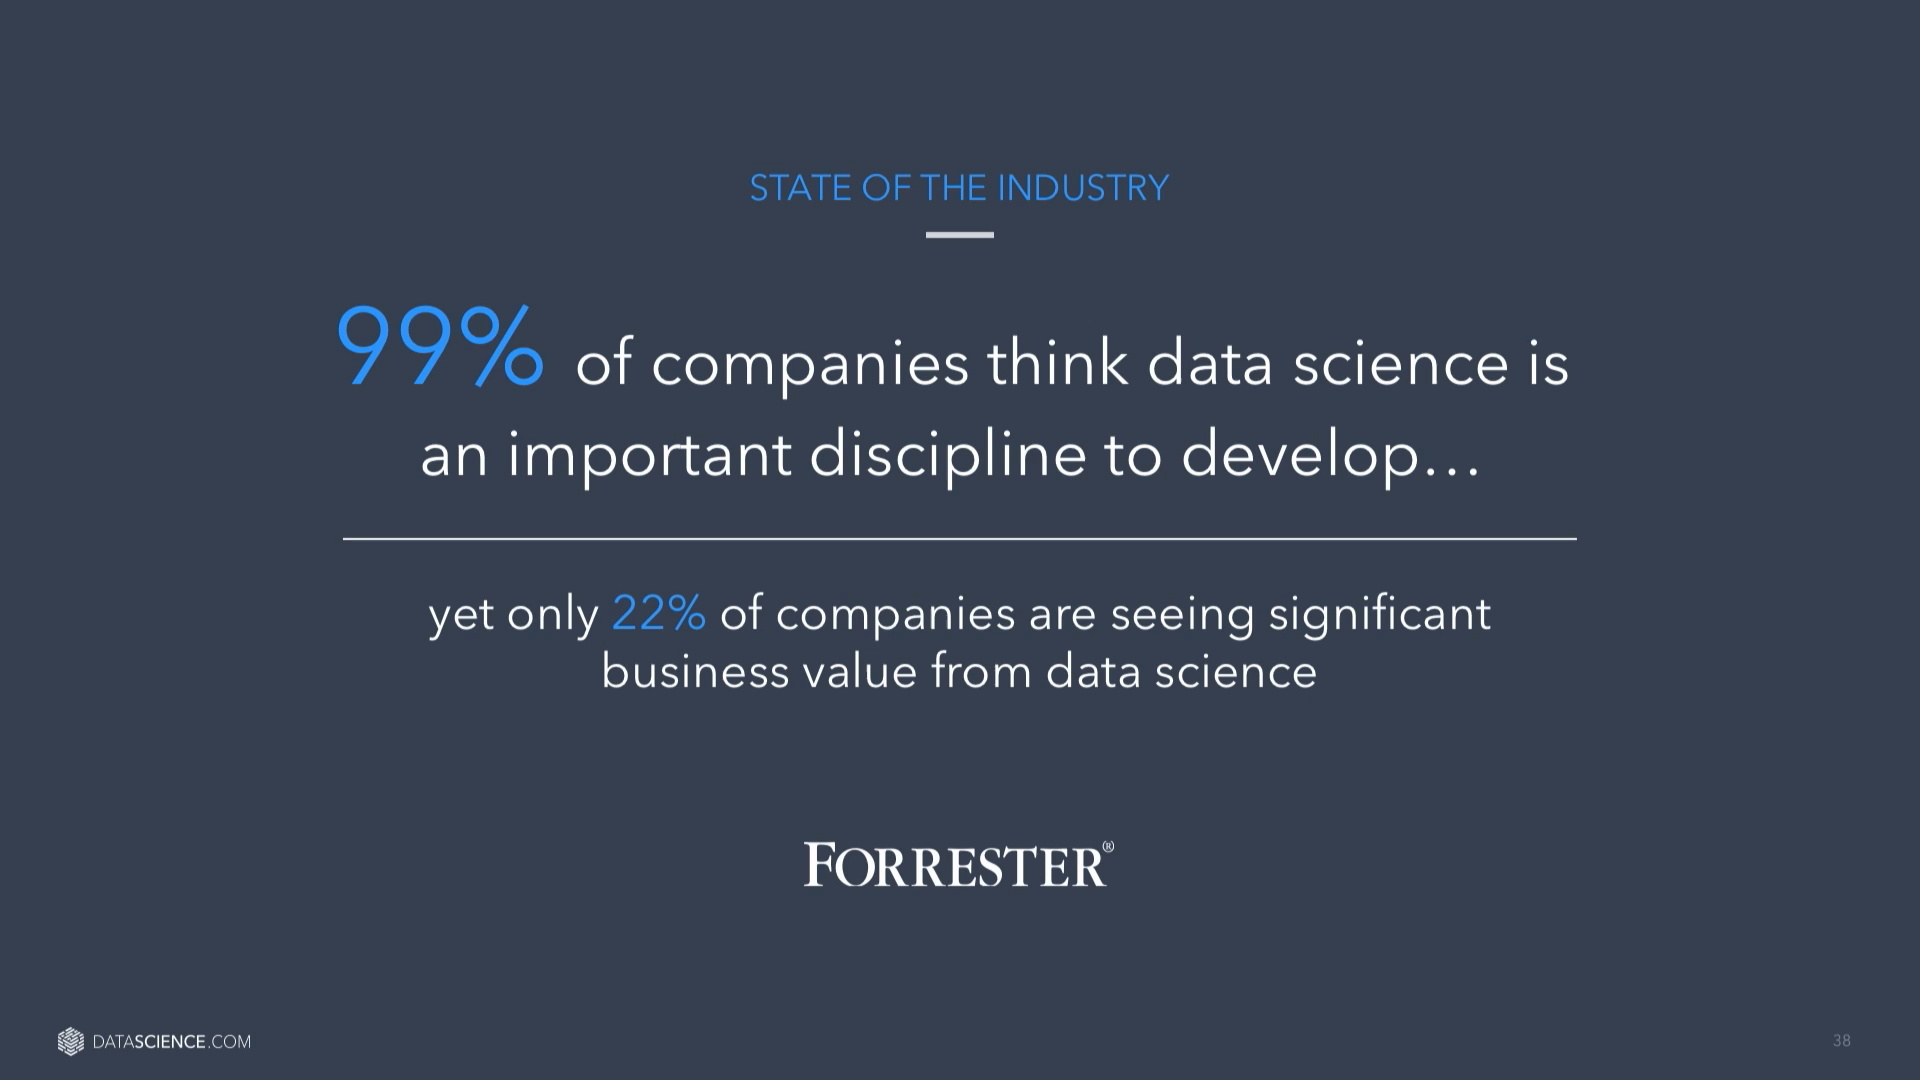 STATE OF THE INDUSTRY
99% of companies think data science is
an important discipline to develop...
yet only 22% of companies are seeing significant
business value from data science
FORRESTER®
DATASCIENCE.COM
38